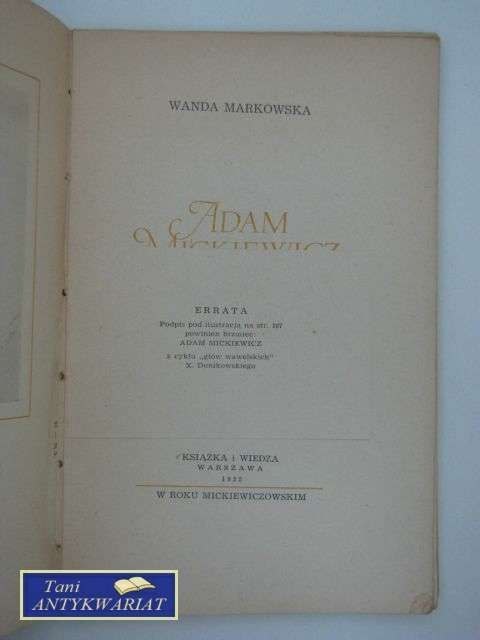 WANDA MARKOWSKA
ADAM
MICKIEWICZ
ERRATA
Podpis pod ilustracją na str. 167
powinien brzmieć:
ADAM MICKIEWICZ
z cyklu „głów wawelskich"
X. Dunikowskiego
KSIĄŻKA i WIEDZA
WARSZAWA
W ROKU MICKIEWICZOWSKIM
Tani
ANTYKWARIAT